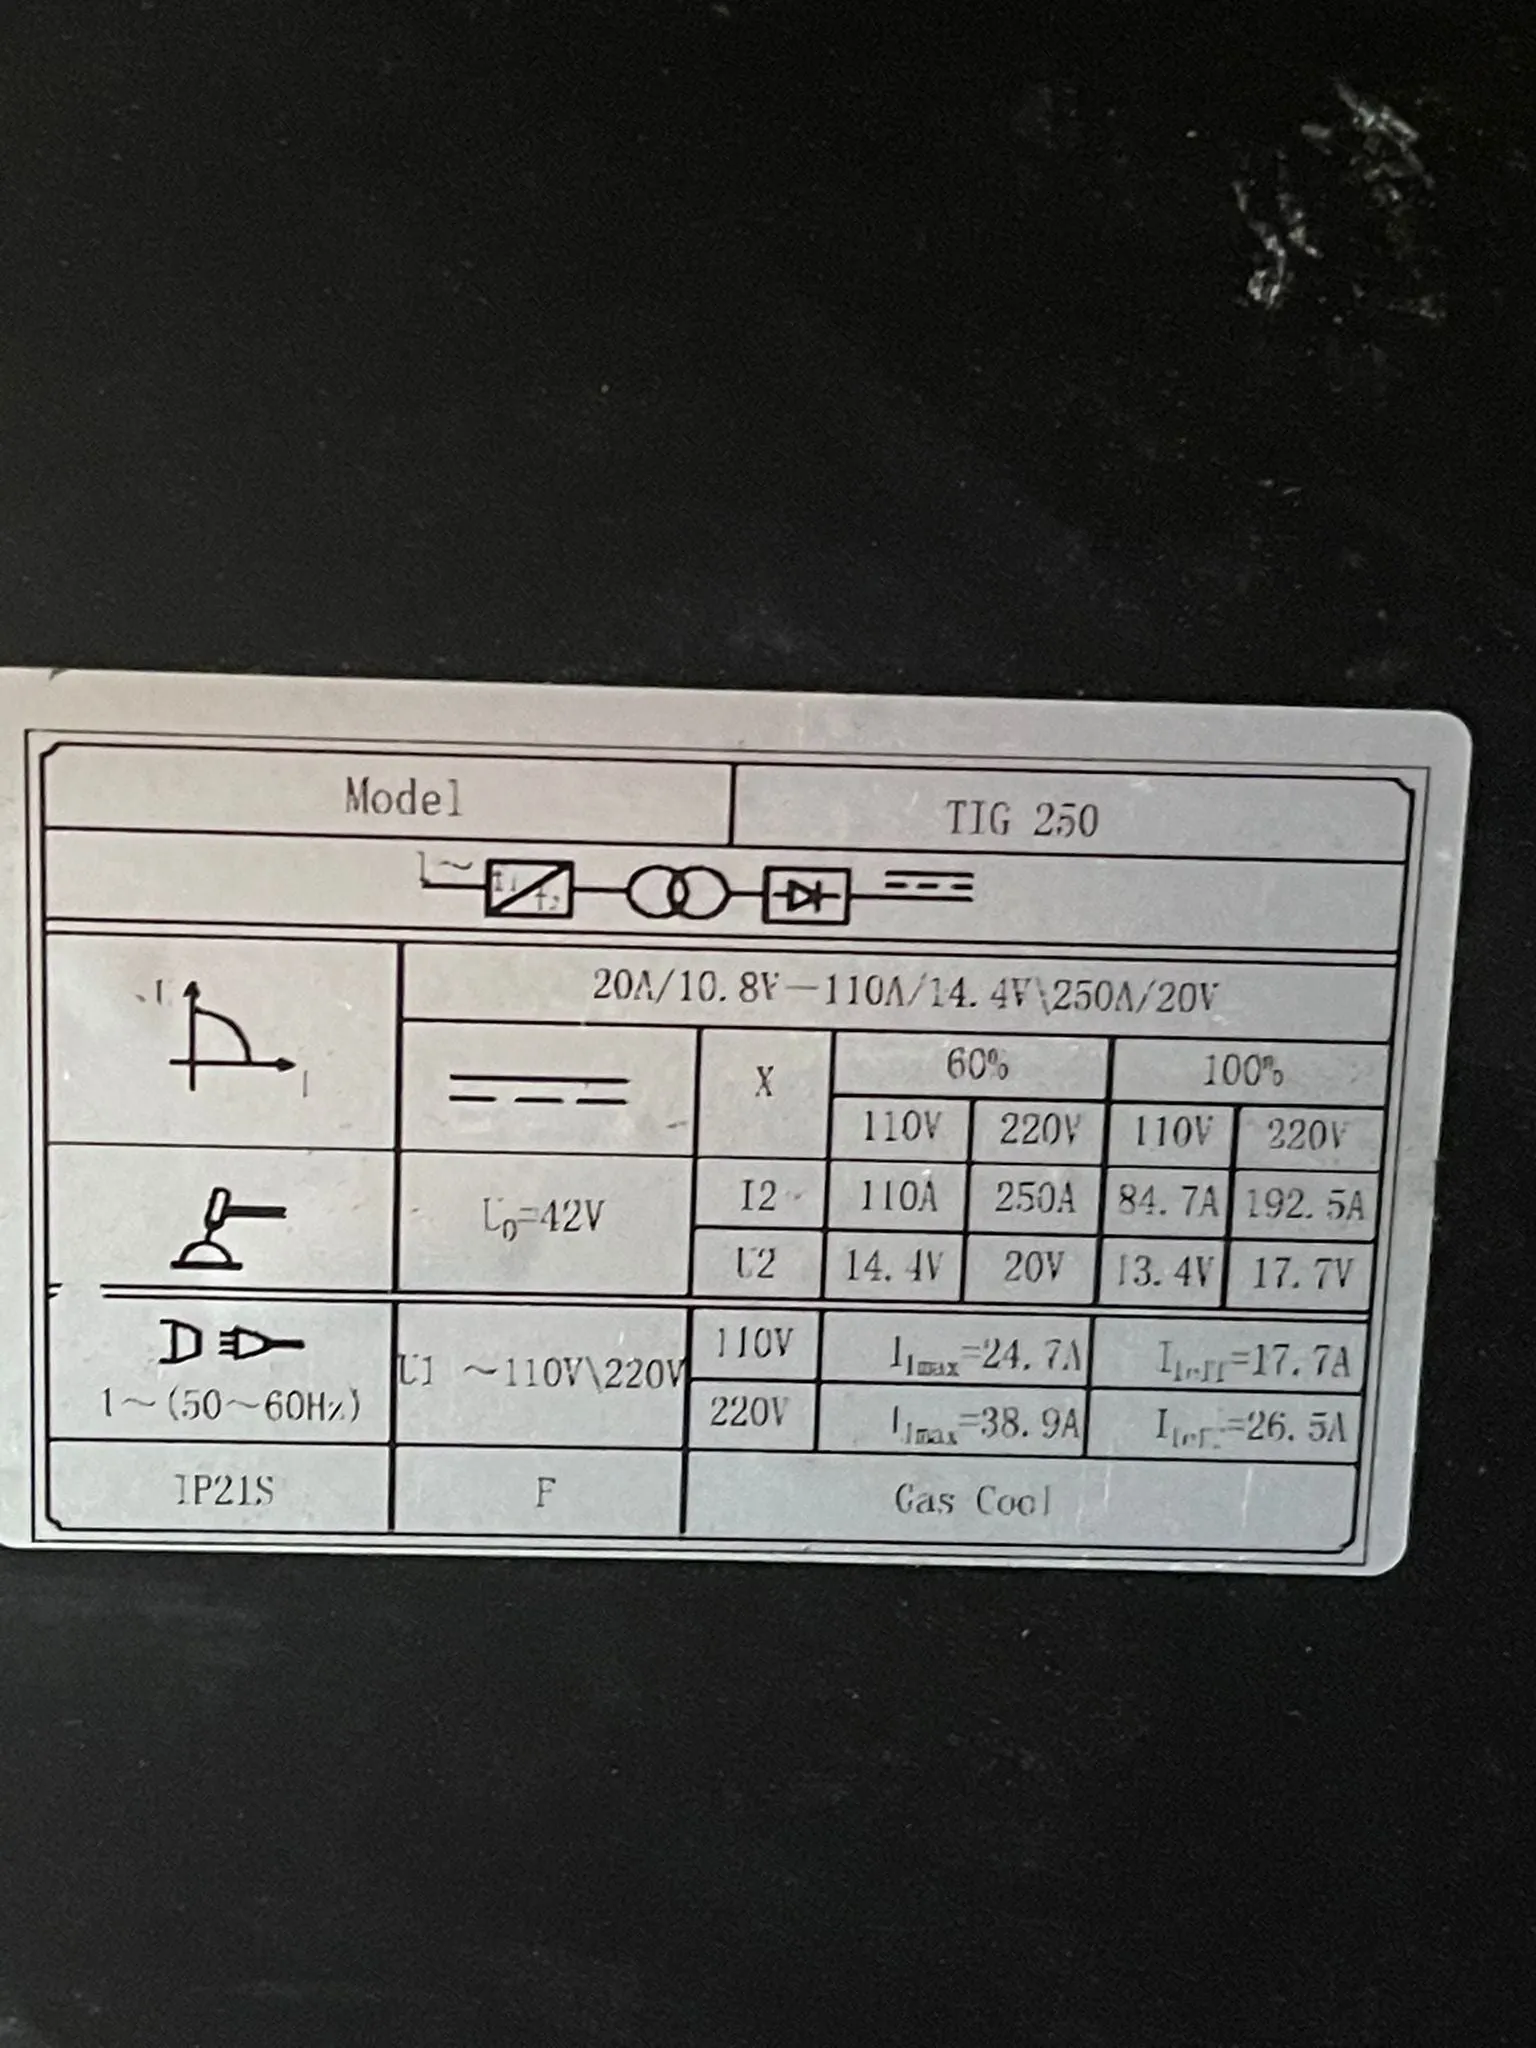 Model TIG 250
1~ f1 f2
20A/10.8V—110A/14.4V\250A/20V
X 60% 100%
110V 220V 110V 220V
U0=42V I2 110A 250A 84.7A 192.5A
U2 14.4V 20V 13.4V 17.7V
1~(50~60Hz) U1 ~110V\220V
110V I1max=24.7A I1eff=17.7A
220V I1max=38.9A I1eff=26.5A
IP21S F Gas Cool